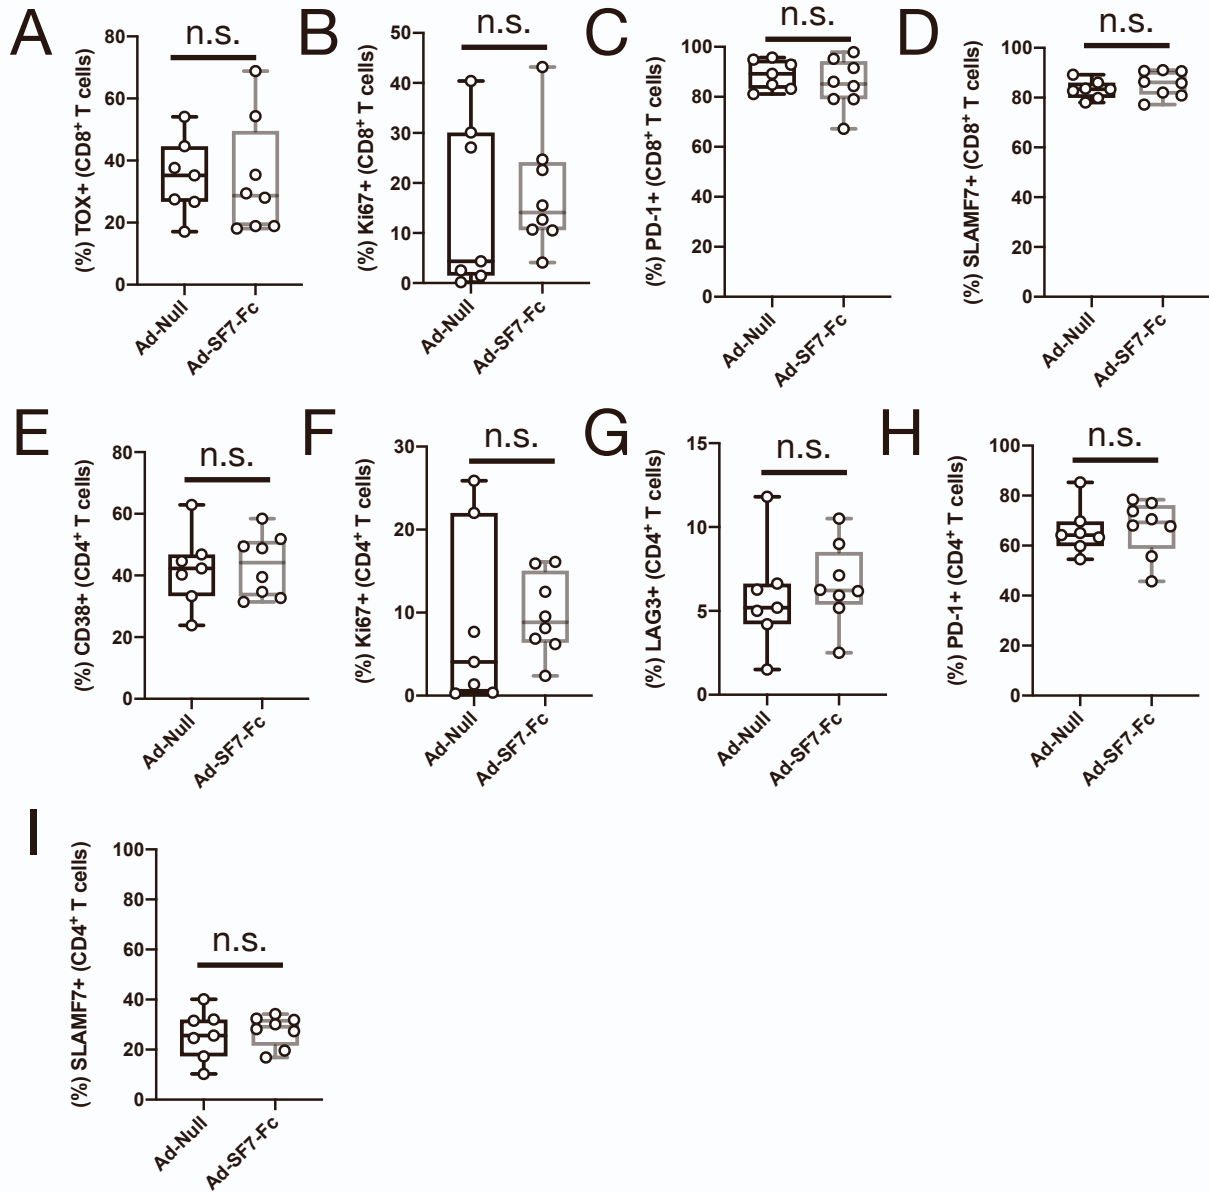 A
n.s.
(%) TOX+ (CD8⁺ T cells)
80
60
40
20
0
Ad-Null
Ad-SF7-Fc
B
n.s.
(%) Ki67+ (CD8⁺ T cells)
50
40
30
20
10
0
Ad-Null
Ad-SF7-Fc
C
n.s.
(%) PD-1+ (CD8⁺ T cells)
100
80
60
40
20
0
Ad-Null
Ad-SF7-Fc
D
n.s.
(%) SLAMF7+ (CD8⁺ T cells)
100
80
60
40
20
0
Ad-Null
Ad-SF7-Fc
E
n.s.
(%) CD38+ (CD4⁺ T cells)
80
60
40
20
0
Ad-Null
Ad-SF7-Fc
F
n.s.
(%) Ki67+ (CD4⁺ T cells)
30
20
10
0
Ad-Null
Ad-SF7-Fc
G
n.s.
(%) LAG3+ (CD4⁺ T cells)
15
10
5
0
Ad-Null
Ad-SF7-Fc
H
n.s.
(%) PD-1+ (CD4⁺ T cells)
100
80
60
40
20
0
Ad-Null
Ad-SF7-Fc
I
n.s.
(%) SLAMF7+ (CD4⁺ T cells)
100
80
60
40
20
0
Ad-Null
Ad-SF7-Fc